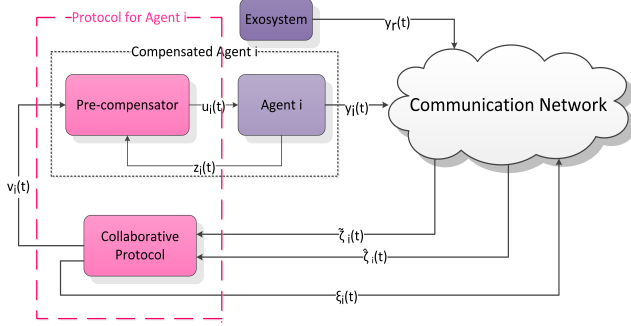 Protocol for Agent i
Exosystem
yr(t)
Compensated Agent i
Pre-compensator
ui(t)
Agent i
yi(t)
Communication Network
zi(t)
vi(t)
Collaborative
Protocol
ζ̃ i(t)
ζ̂ i(t)
ξi(t)